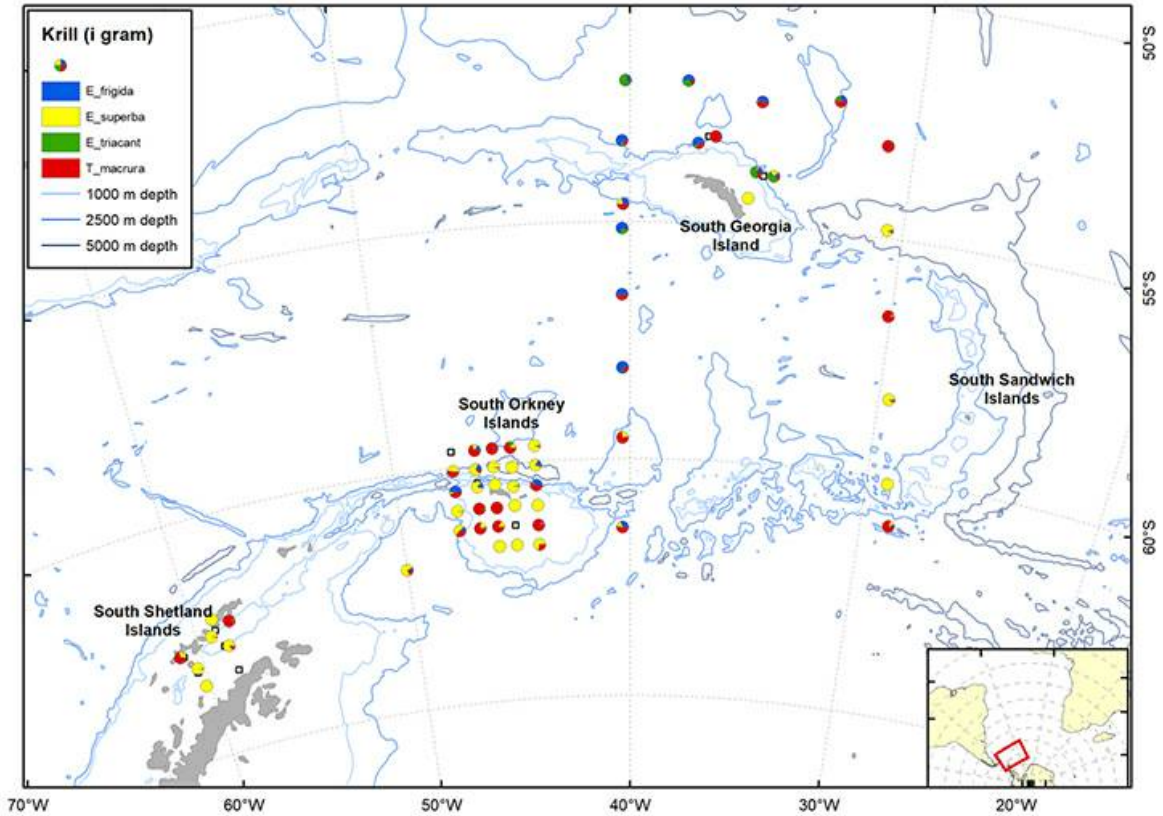 Krill (i gram)
E_frigida
E_superba
E_triacant
T_macrura
1000 m depth
2500 m depth
5000 m depth
50°S
South Georgia
Island
55°S
South Sandwich
Islands
South Orkney
Islands
60°S
South Shetland
Islands
70°W
60°W
50°W
40°W
30°W
20°W